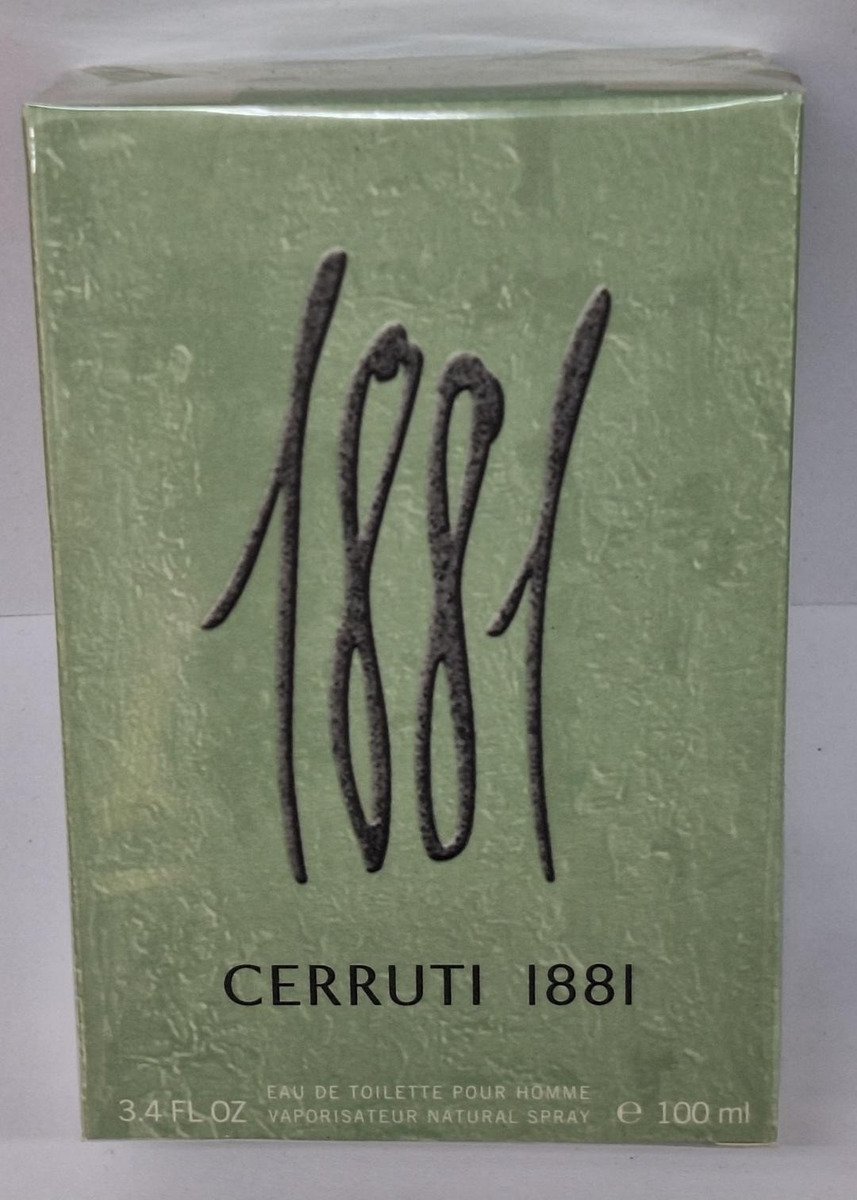 1881
CERRUTI 1881
EAU DE TOILETTE POUR HOMME
3.4 FL OZ VAPORISATEUR NATURAL SPRAY ℮ 100 ml